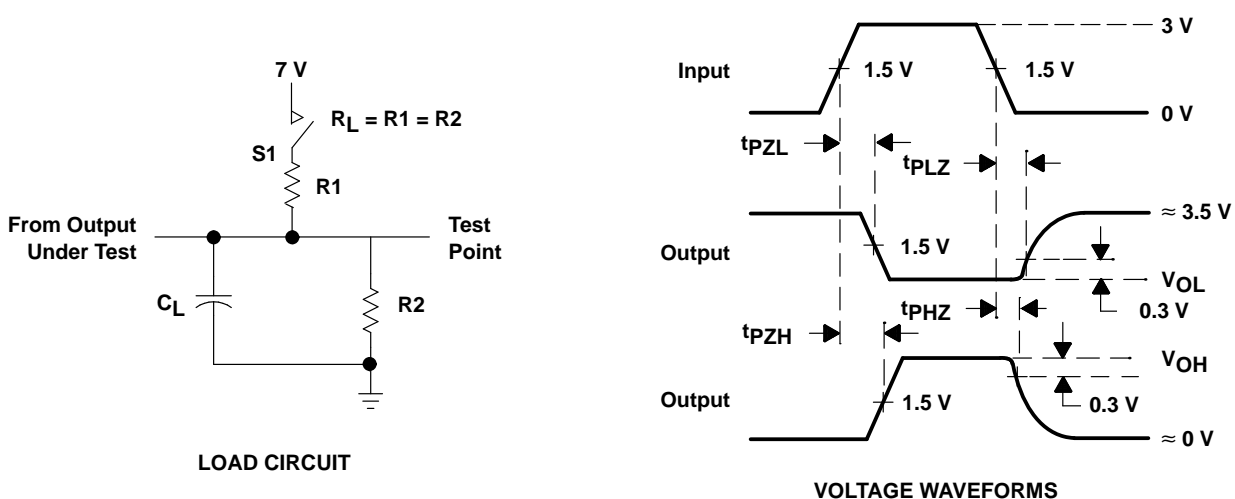 7 V
RL = R1 = R2
S1
R1
From Output
Under Test
Test
Point
CL
R2
LOAD CIRCUIT
3 V
Input
1.5 V
1.5 V
0 V
tPZL
tPLZ
≈ 3.5 V
Output
1.5 V
VOL
0.3 V
tPHZ
tPZH
VOH
Output
1.5 V
0.3 V
≈ 0 V
VOLTAGE WAVEFORMS